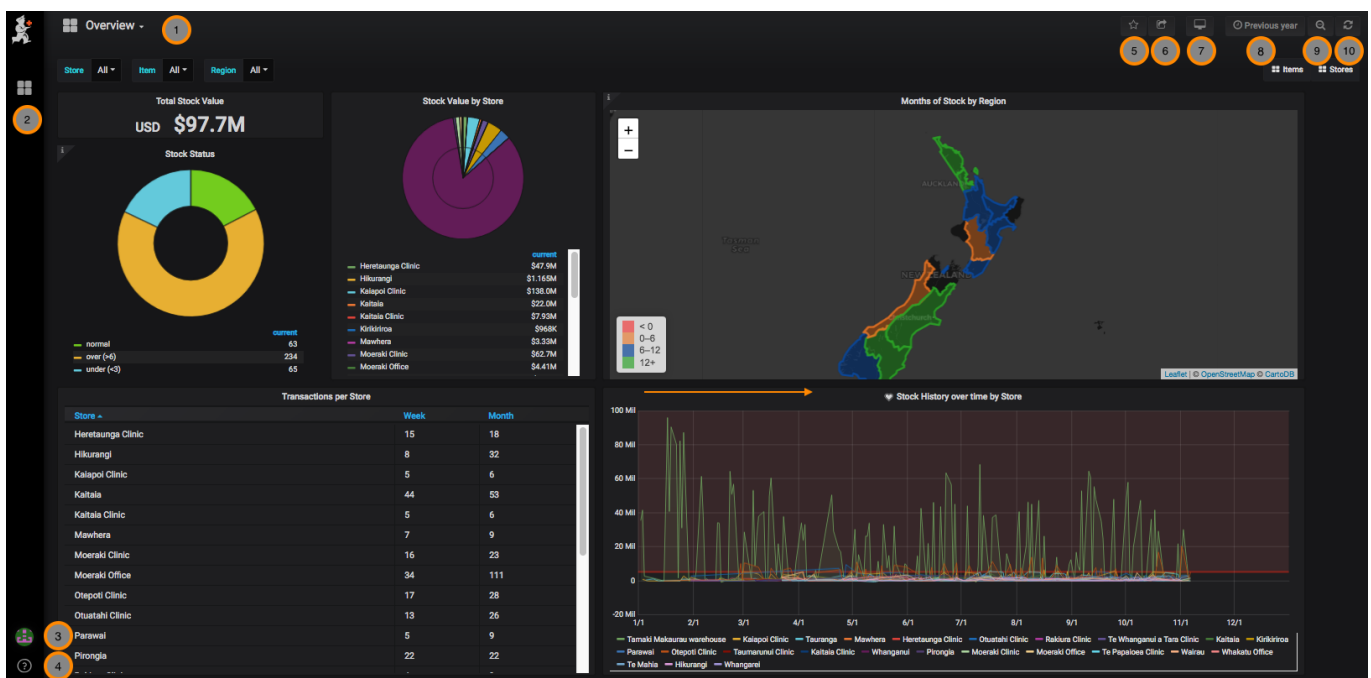 Overview
1
5
6
7
Previous year
8
9
10
Store All Item All Region All
Items Stores
2
Total Stock Value
USD $97.7M
Stock Status
current
normal 63
over (>6) 234
under (<3) 65
Stock Value by Store
current
Heretaunga Clinic $47.9M
Hikurangi $1.165M
Kaiapoi Clinic $138.0M
Kaitaia $22.0M
Kaitaia Clinic $7.93M
Kirikiriroa $968K
Mawhera $3.33M
Moeraki Clinic $62.7M
Moeraki Office $4.41M
Months of Stock by Region
+
−
AUCKLAN
Tasman
Sea
NEW ZEALAND
< 0
0–6
6–12
12+
Leaflet | © OpenStreetMap © CartoDB
Transactions per Store
Store Week Month
Heretaunga Clinic 15 18
Hikurangi 8 32
Kaiapoi Clinic 5 6
Kaitaia 44 53
Kaitaia Clinic 5 6
Mawhera 7 9
Moeraki Clinic 16 23
Moeraki Office 34 111
Otepoti Clinic 17 28
Otuatahi Clinic 13 26
Parawai 5 9
Pirongia 22 22
3
4
?
Stock History over time by Store
100 Mil
80 Mil
60 Mil
40 Mil
20 Mil
0
-20 Mil
1/1 2/1 3/1 4/1 5/1 6/1 7/1 8/1 9/1 10/1 11/1 12/1
Tamaki Makaurau warehouse Kaiapoi Clinic Tauranga Mawhera Heretaunga Clinic Otuatahi Clinic Rakiura Clinic Te Whanganui a Tara Clinic Kaitaia Kirikiriroa
Parawai Otepoti Clinic Taumarunui Clinic Kaitaia Clinic Whanganui Pirongia Moeraki Clinic Moeraki Office Te Papaioea Clinic Wairau Whakatu Office
Te Mahia Hikurangi Whangarei